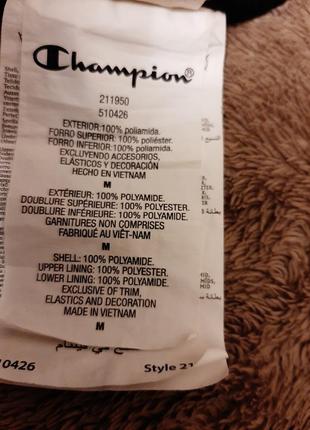 Champion®
211950
510426
EXTERIOR:100% poliamida.
FORRO SUPERIOR: 100% poliéster.
FORRO INFERIOR:100% poliamida.
EXCLUYENDO ACCESORIOS,
ELÁSTICOS Y DECORACIÓN
HECHO EN VIETNAM
M
EXTÉRIEUR: 100% POLYAMIDE.
DOUBLURE SUPÉRIEURE: 100% POLYESTER.
DOUBLURE INFÉRIEURE: 100% POLYAMIDE.
GARNITURES NON COMPRISES
FABRIQUÉ AU VIÊT-NAM
M
SHELL: 100% POLYAMIDE.
UPPER LINING: 100% POLYESTER.
LOWER LINING: 100% POLYAMIDE.
EXCLUSIVE OF TRIM,
ELASTICS AND DECORATION
MADE IN VIETNAM
M
10426 Style 21